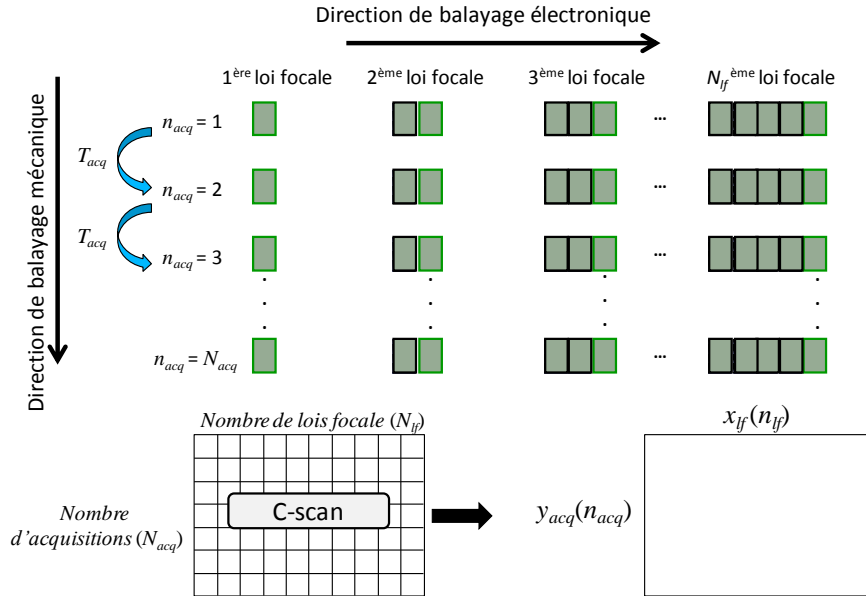 Direction de balayage électronique
Direction de balayage mécanique
1ère loi focale
2ème loi focale
3ème loi focale
Nlf ème loi focale
nacq = 1
...
Tacq
nacq = 2
...
Tacq
nacq = 3
...
nacq = Nacq
...
Nombre de lois focale (Nlf)
xlf(nlf)
C-scan
Nombre
d'acquisitions (Nacq)
yacq(nacq)